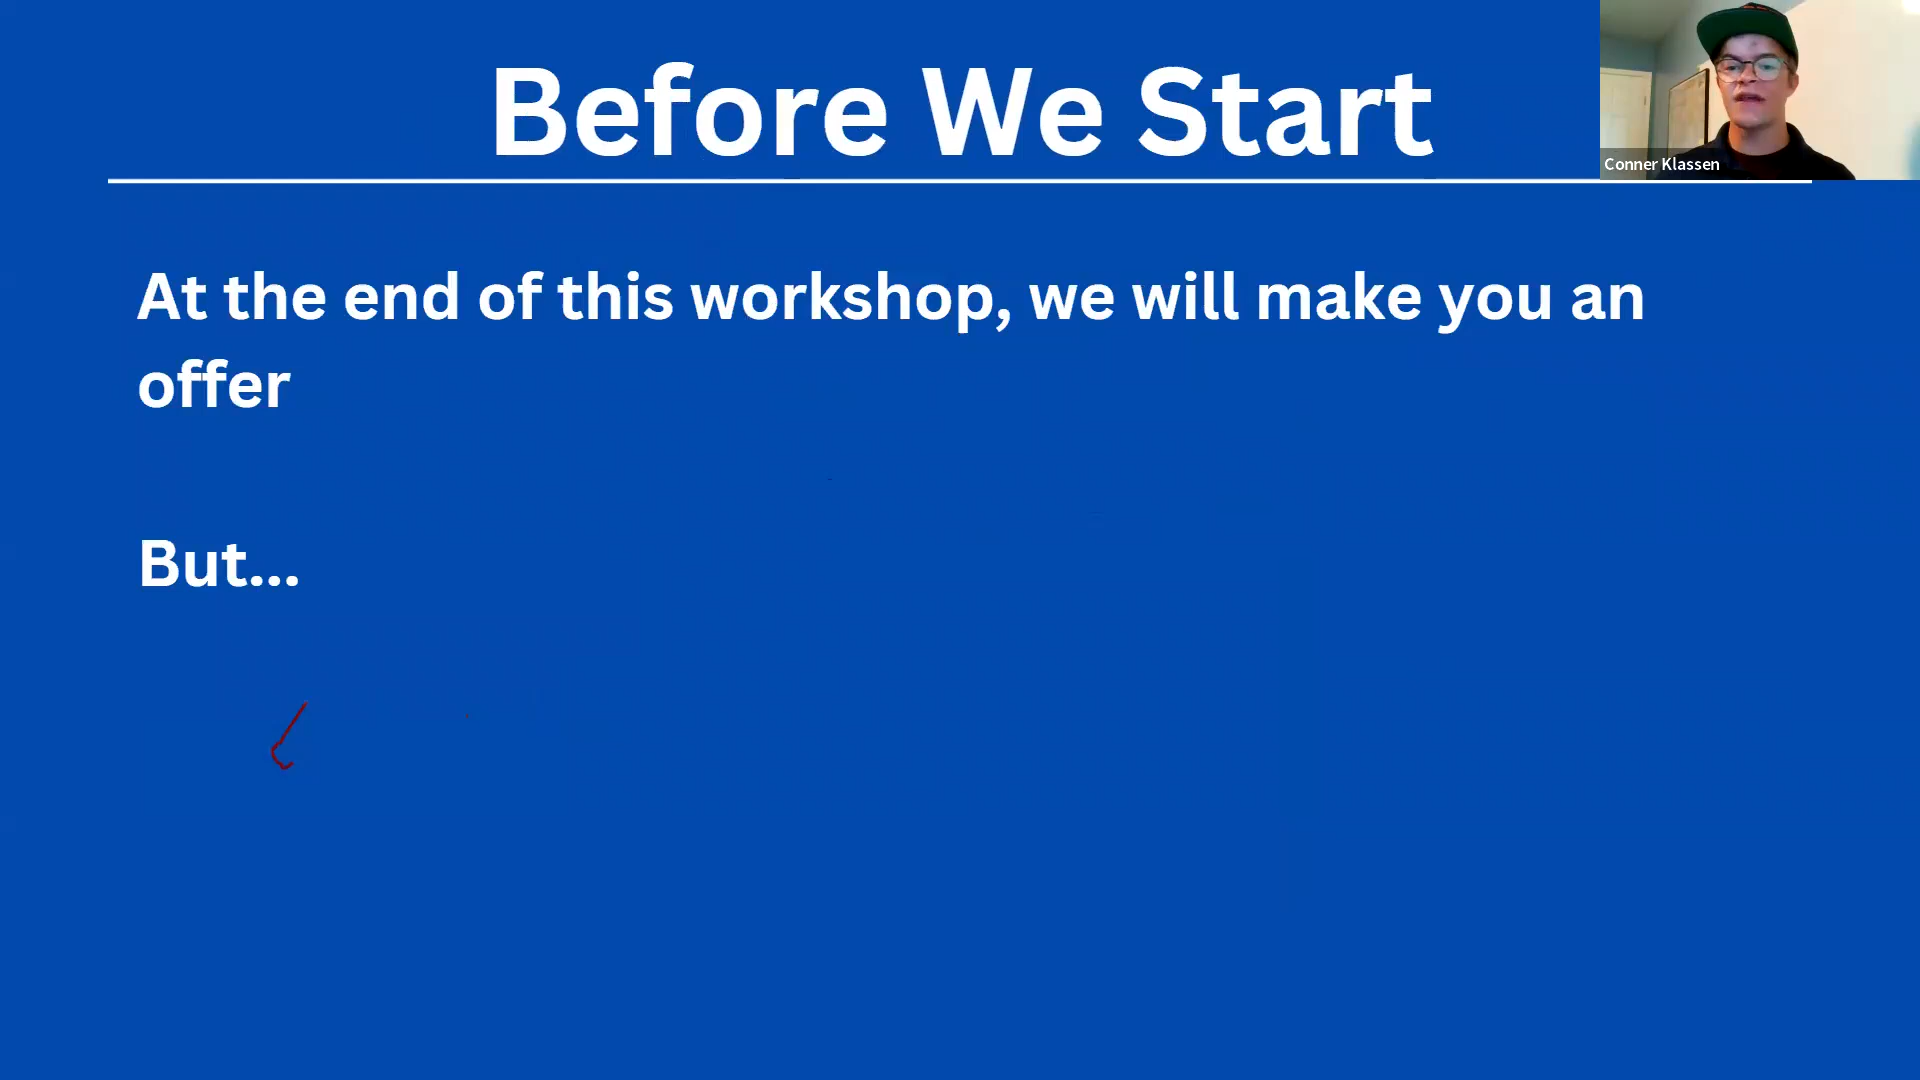 Before We Start
Conner Klassen
At the end of this workshop, we will make you an
offer
But...